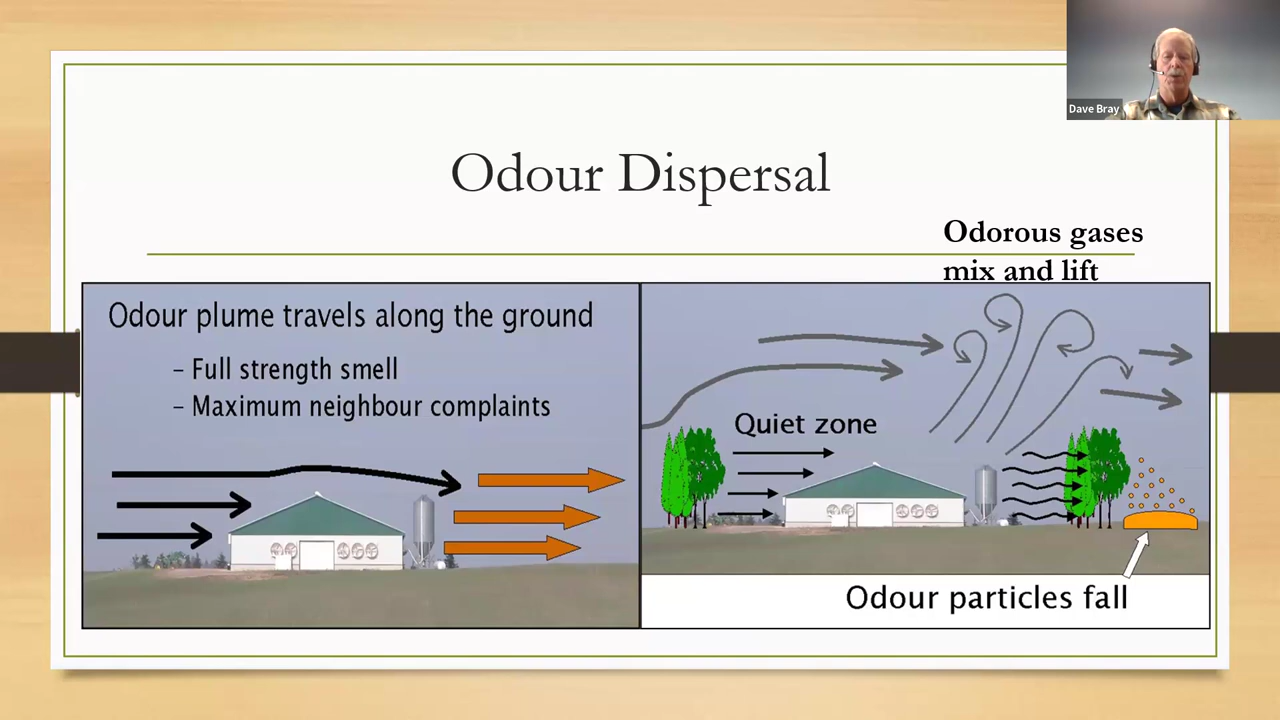 Dave Bray
Odour Dispersal
Odorous gases
mix and lift
Odour plume travels along the ground
– Full strength smell
– Maximum neighbour complaints
Quiet zone
Odour particles fall